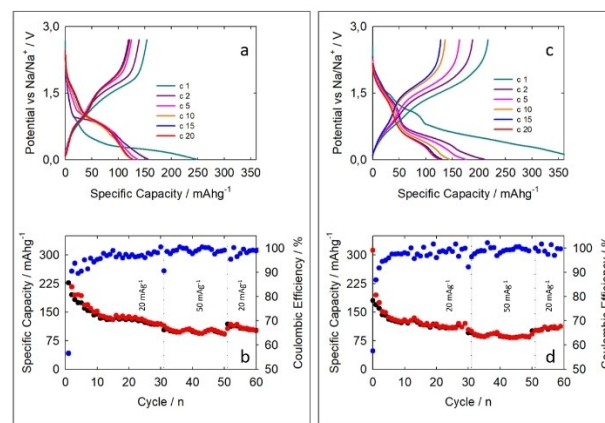 3,0
1,5
0,0
Potential vs Na/Na⁺ / V
a
c 1
c 2
c 5
c 10
c 15
c 20
0 50 100 150 200 250 300 350
Specific Capacity / mAhg⁻¹
3,0
1,5
0,0
Potential vs Na/Na⁺ / V
c
c 1
c 2
c 5
c 10
c 15
c 20
0 50 100 150 200 250 300 350
Specific Capacity / mAhg⁻¹
300
225
150
75
0
Specific Capacity / mAhg⁻¹
20 mAg⁻¹
50 mAg⁻¹
20 mAg⁻¹
b
100
90
80
70
60
50
Coulombic Efficiency / %
0 10 20 30 40 50 60
Cycle / n
300
225
150
75
0
Specific Capacity / mAhg⁻¹
20 mAg⁻¹
50 mAg⁻¹
20 mAg⁻¹
d
100
90
80
70
60
50
Coulombic Efficiency / %
0 10 20 30 40 50 60
Cycle / n